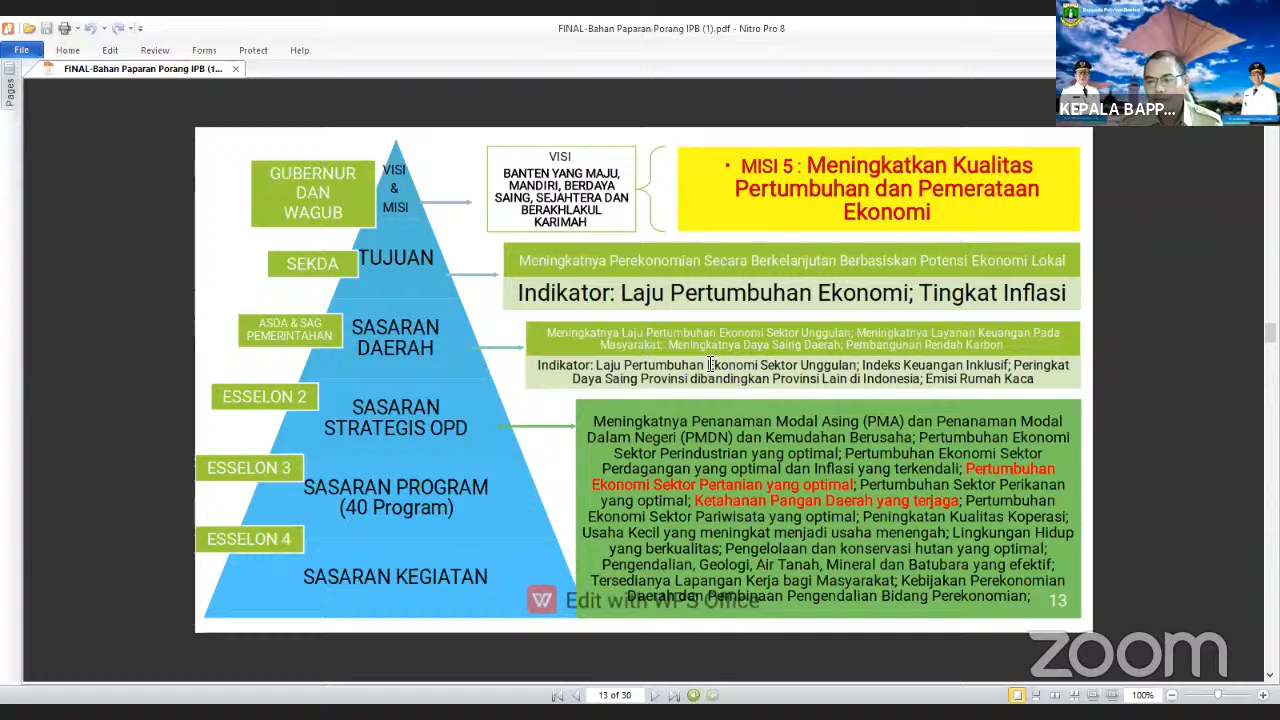 FINAL-Bahan Paparan Porang IPB (1).pdf - Nitro Pro 8
File
Home
Edit
Review
Forms
Protect
Help
FINAL-Bahan Paparan Porang IPB (1...
Pages
KEPALA BAPP...
GUBERNUR
DAN
WAGUB
VISI
&
MISI
VISI
BANTEN YANG MAJU,
MANDIRI, BERDAYA
SAING, SEJAHTERA DAN
BERAKHLAKUL
KARIMAH
• MISI 5 : Meningkatkan Kualitas
Pertumbuhan dan Pemerataan
Ekonomi
SEKDA
TUJUAN
Meningkatnya Perekonomian Secara Berkelanjutan Berbasiskan Potensi Ekonomi Lokal
Indikator: Laju Pertumbuhan Ekonomi; Tingkat Inflasi
ASDA & SAG
PEMERINTAHAN
SASARAN
DAERAH
Meningkatnya Laju Pertumbuhan Ekonomi Sektor Unggulan; Meningkatnya Layanan Keuangan Pada
Masyarakat; Meningkatnya Daya Saing Daerah; Pembangunan Rendah Karbon
Indikator: Laju Pertumbuhan Ekonomi Sektor Unggulan; Indeks Keuangan Inklusif; Peringkat
Daya Saing Provinsi dibandingkan Provinsi Lain di Indonesia; Emisi Rumah Kaca
ESSELON 2
SASARAN
STRATEGIS OPD
ESSELON 3
SASARAN PROGRAM
(40 Program)
ESSELON 4
SASARAN KEGIATAN
Meningkatnya Penanaman Modal Asing (PMA) dan Penanaman Modal
Dalam Negeri (PMDN) dan Kemudahan Berusaha; Pertumbuhan Ekonomi
Sektor Perindustrian yang optimal; Pertumbuhan Ekonomi Sektor
Perdagangan yang optimal dan Inflasi yang terkendali; Pertumbuhan
Ekonomi Sektor Pertanian yang optimal; Pertumbuhan Sektor Perikanan
yang optimal; Ketahanan Pangan Daerah yang terjaga; Pertumbuhan
Ekonomi Sektor Pariwisata yang optimal; Peningkatan Kualitas Koperasi;
Usaha Kecil yang meningkat menjadi usaha menengah; Lingkungan Hidup
yang berkualitas; Pengelolaan dan konservasi hutan yang optimal;
Pengendalian, Geologi, Air Tanah, Mineral dan Batubara yang efektif;
Tersedianya Lapangan Kerja bagi Masyarakat; Kebijakan Perekonomian
Daerah dan Pembinaan Pengendalian Bidang Perekonomian;
Edit with WPS Office
13
zoom
13 of 30
100%